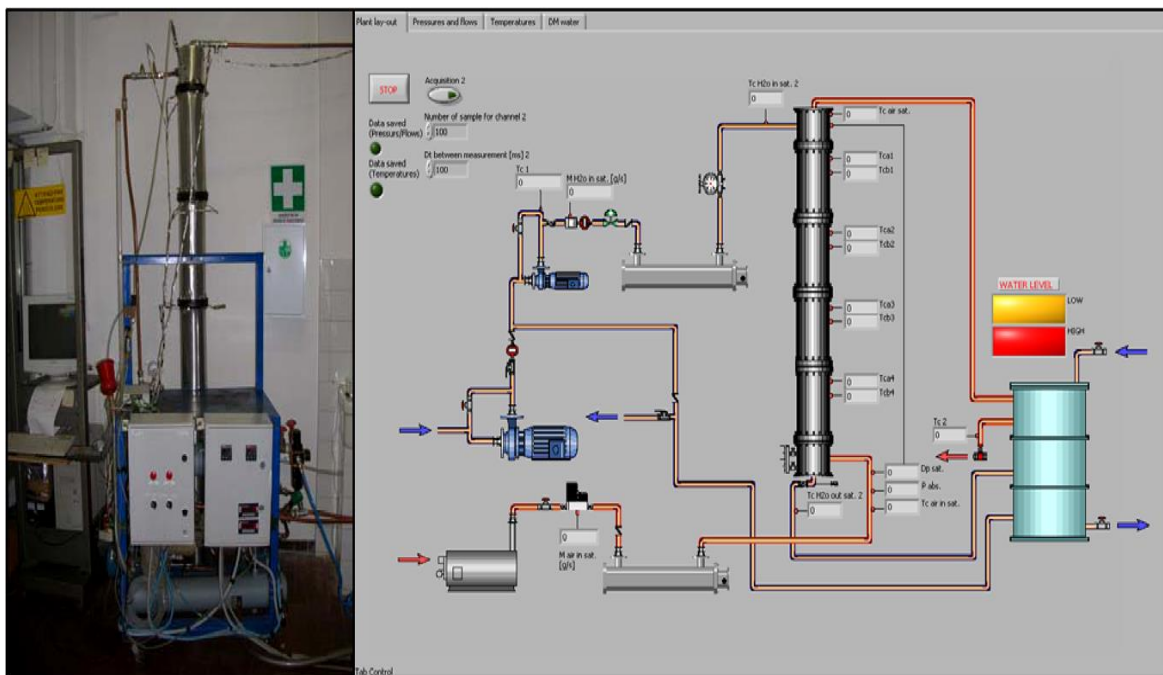 Plant lay-out
Pressures and flows
Temperatures
DM water
STOP
Acquisition 2
Number of sample for channel 2
100
Data saved
(Pressurs/Flows)
Dt between measurement [ms] 2
100
Data saved
(Temperatures)
Tc 1
0
M H2o in sat. [g/s]
0
Tc H2o in sat. 2
0
Tc air sat.
0
Tca1
0
Tcb1
0
Tca2
0
Tcb2
0
Tca3
0
Tcb3
0
Tca4
0
Tcb4
0
WATER LEVEL
LOW
HIGH
Tc 2
0
Dp sat.
0
P abs.
0
Tc air in sat.
0
Tc H2o out sat. 2
0
M air in sat.
[g/s]
0
Tab Control